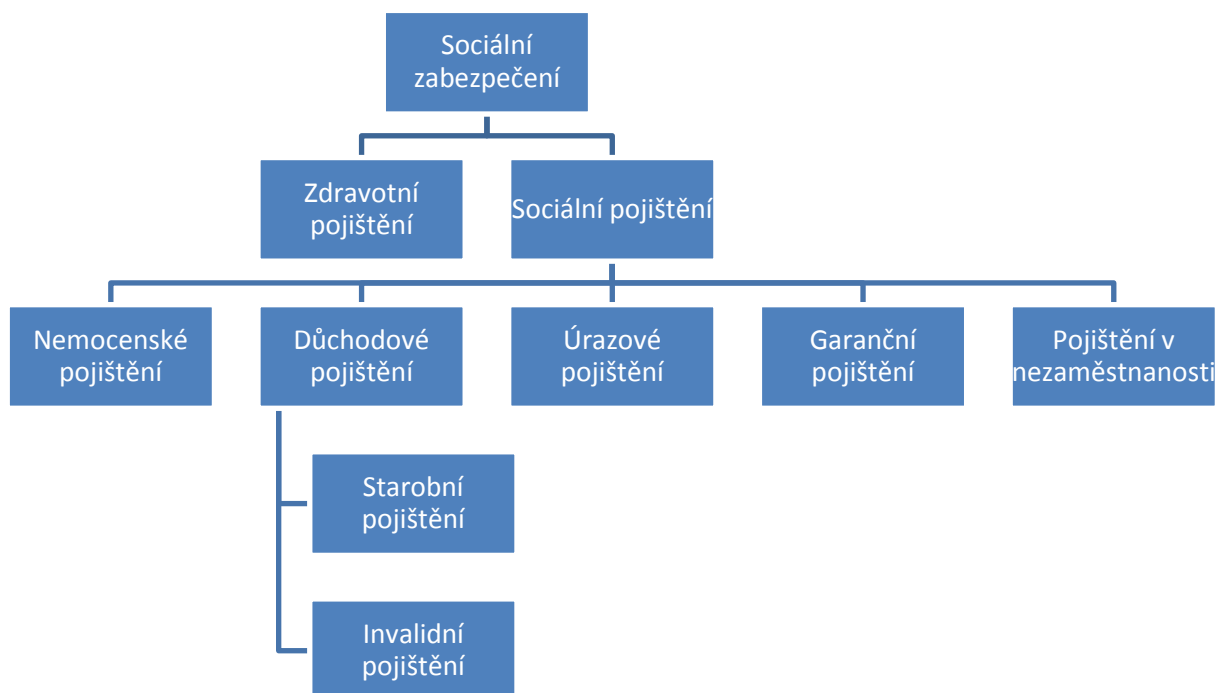 Sociální
zabezpečení
Zdravotní
pojištění
Sociální pojištění
Nemocenské
pojištění
Důchodové
pojištění
Úrazové
pojištění
Garanční
pojištění
Pojištění v
nezaměstnanosti
Starobní
pojištění
Invalidní
pojištění